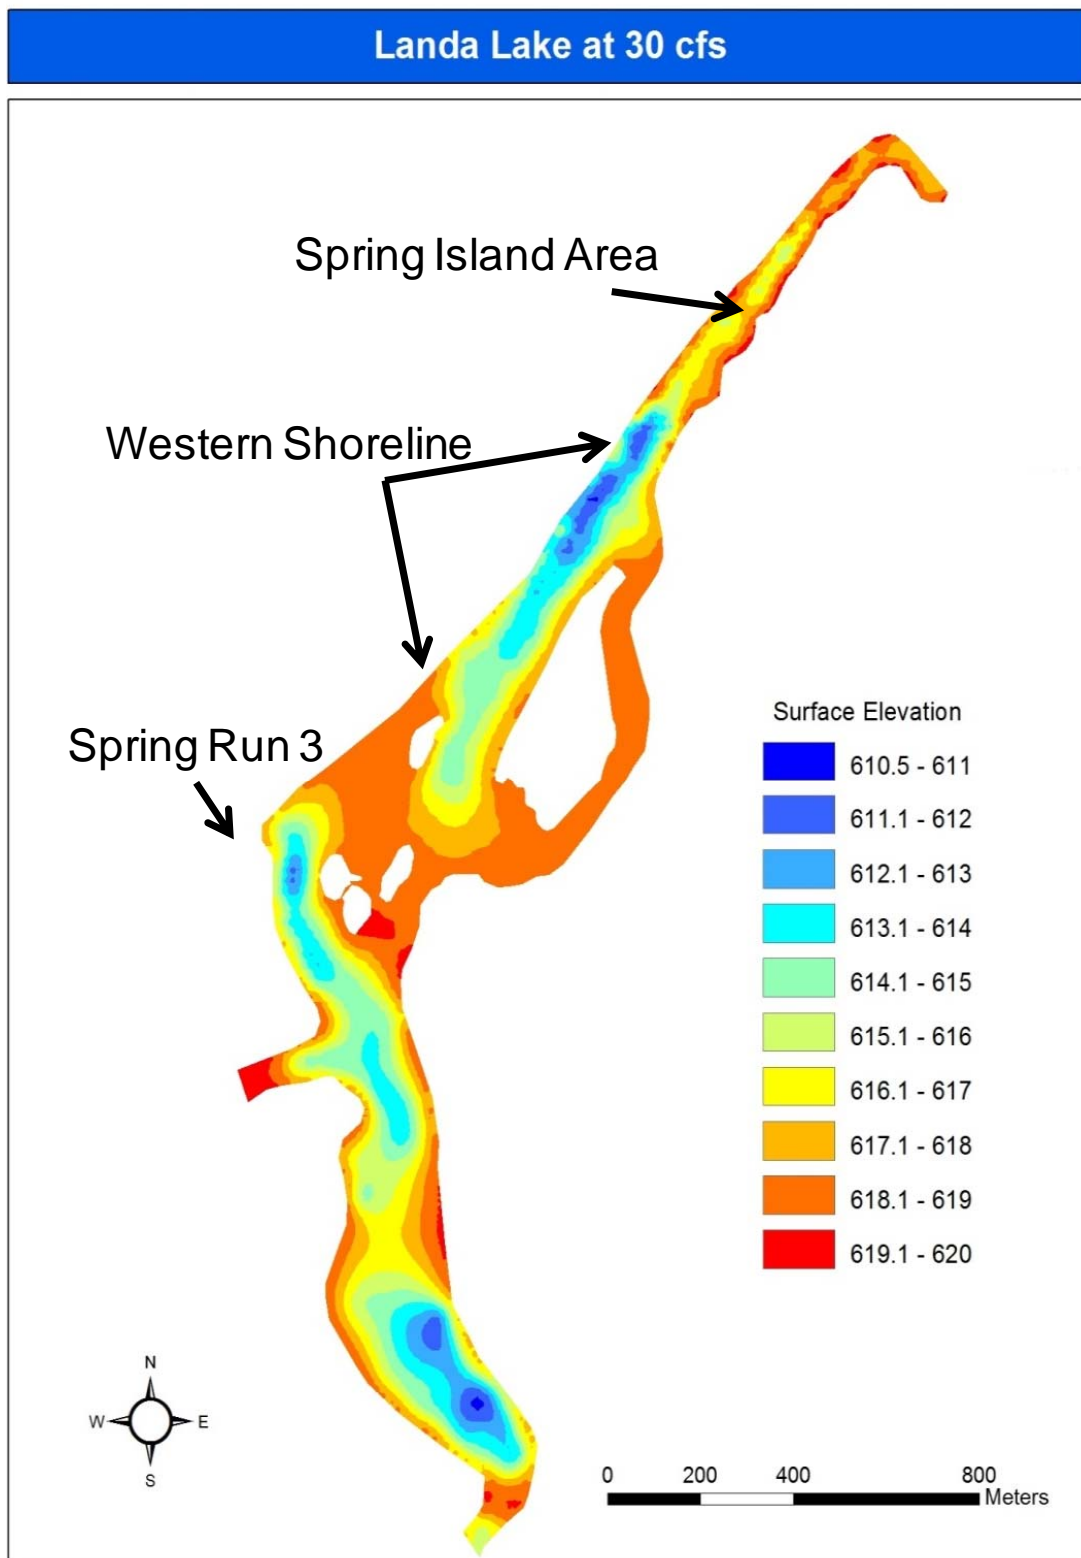 Landa Lake at 30 cfs
Spring Island Area
Western Shoreline
Spring Run 3
Surface Elevation
610.5 - 611
611.1 - 612
612.1 - 613
613.1 - 614
614.1 - 615
615.1 - 616
616.1 - 617
617.1 - 618
618.1 - 619
619.1 - 620
N
W E
S
0 200 400 800
Meters